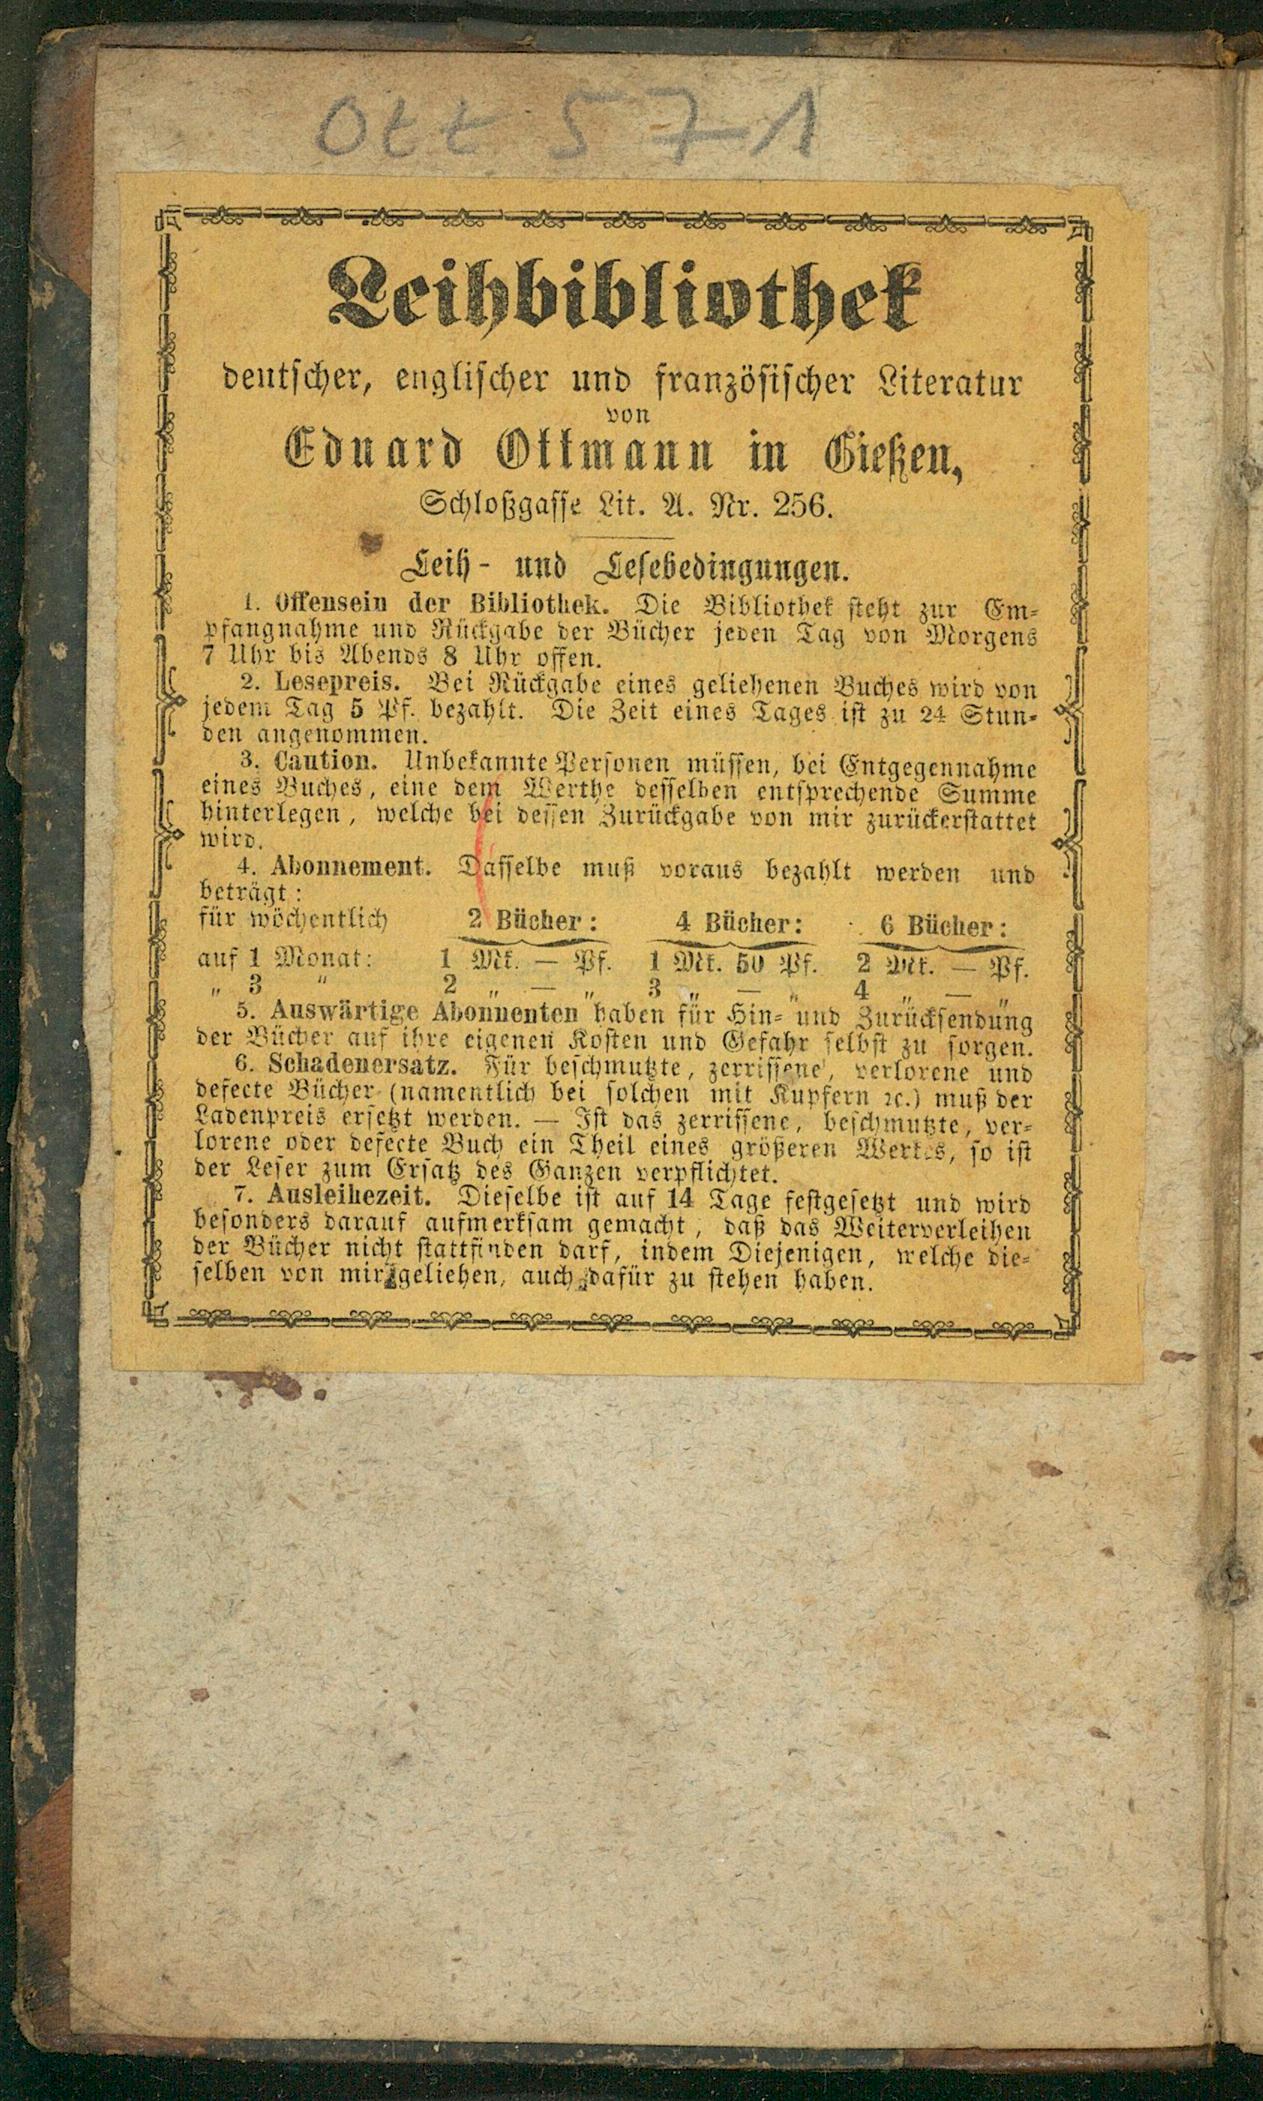 Ott 571
Leihbibliothek
deutscher, englischer und französischer Literatur
von
Eduard Ottmann in Gießen,
Schloßgasse Lit. A. Nr. 256.
Leih- und Lesebedingungen.
1. Offensein der Bibliothek. Die Bibliothek steht zur Em-
pfangnahme und Rückgabe der Bücher jeden Tag von Morgens
7 Uhr bis Abends 8 Uhr offen.
2. Lesepreis. Bei Rückgabe eines geliehenen Buches wird von
jedem Tag 5 Pf. bezahlt. Die Zeit eines Tages ist zu 24 Stun-
den angenommen.
3. Caution. Unbekannte Personen müssen, bei Entgegennahme
eines Buches, eine dem Werthe desselben entsprechende Summe
hinterlegen, welche bei dessen Zurückgabe von mir zurückerstattet
wird.
4. Abonnement. Dasselbe muß voraus bezahlt werden und
beträgt:
für wöchentlich 2 Bücher: 4 Bücher: 6 Bücher:
auf 1 Monat: 1 Mk. — Pf. 1 Mk. 50 Pf. 2 Mk. — Pf.
„ 3 „ 2 „ — „ 3 „ — „ 4 „ — „
5. Auswärtige Abonnenten haben für Hin- und Zurücksendung
der Bücher auf ihre eigenen Kosten und Gefahr selbst zu sorgen.
6. Schadenersatz. Für beschmutzte, zerrissene, verlorene und
defecte Bücher (namentlich bei solchen mit Kupfern ꝛc.) muß der
Ladenpreis ersetzt werden. — Ist das zerrissene, beschmutzte, ver-
lorene oder defecte Buch ein Theil eines größeren Werkes, so ist
der Leser zum Ersatz des Ganzen verpflichtet.
7. Ausleihezeit. Dieselbe ist auf 14 Tage festgesetzt und wird
besonders darauf aufmerksam gemacht, daß das Weiterverleihen
der Bücher nicht stattfinden darf, indem Diejenigen, welche die-
selben von mir geliehen, auch dafür zu stehen haben.